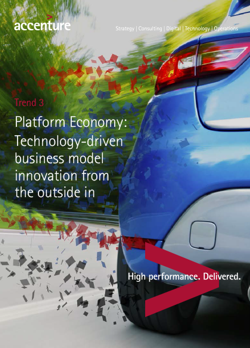 accenture
Strategy | Consulting | Digital | Technology | Operations
Trend 3
Platform Economy:
Technology-driven
business model
innovation from
the outside in
High performance. Delivered.